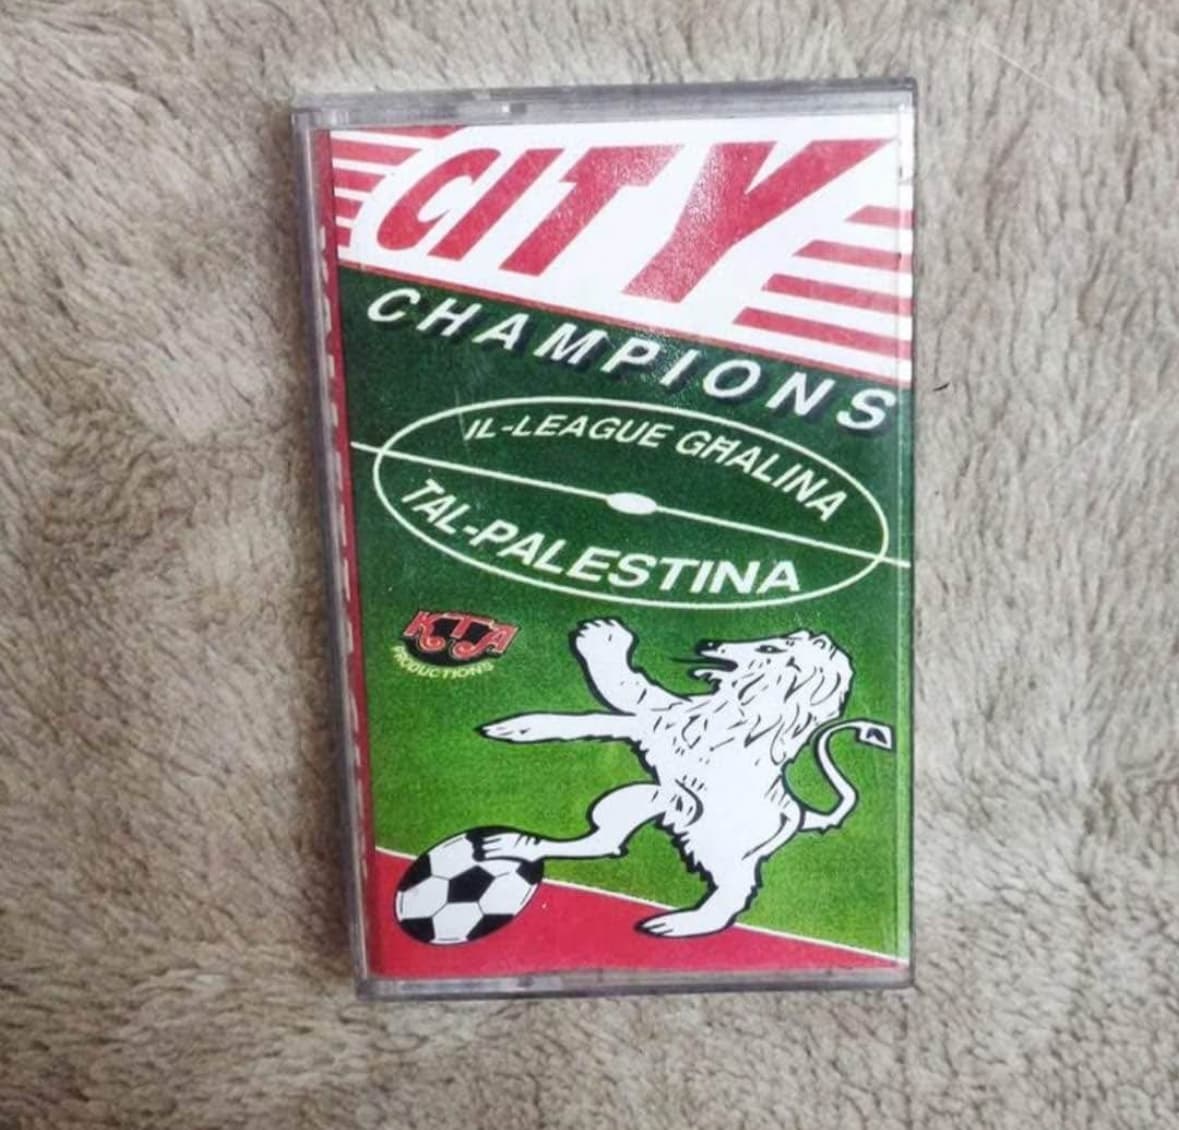 CITY
CHAMPIONS
IL-LEAGUE GĦALINA
TAL-PALESTINA
KTA
PRODUCTIONS